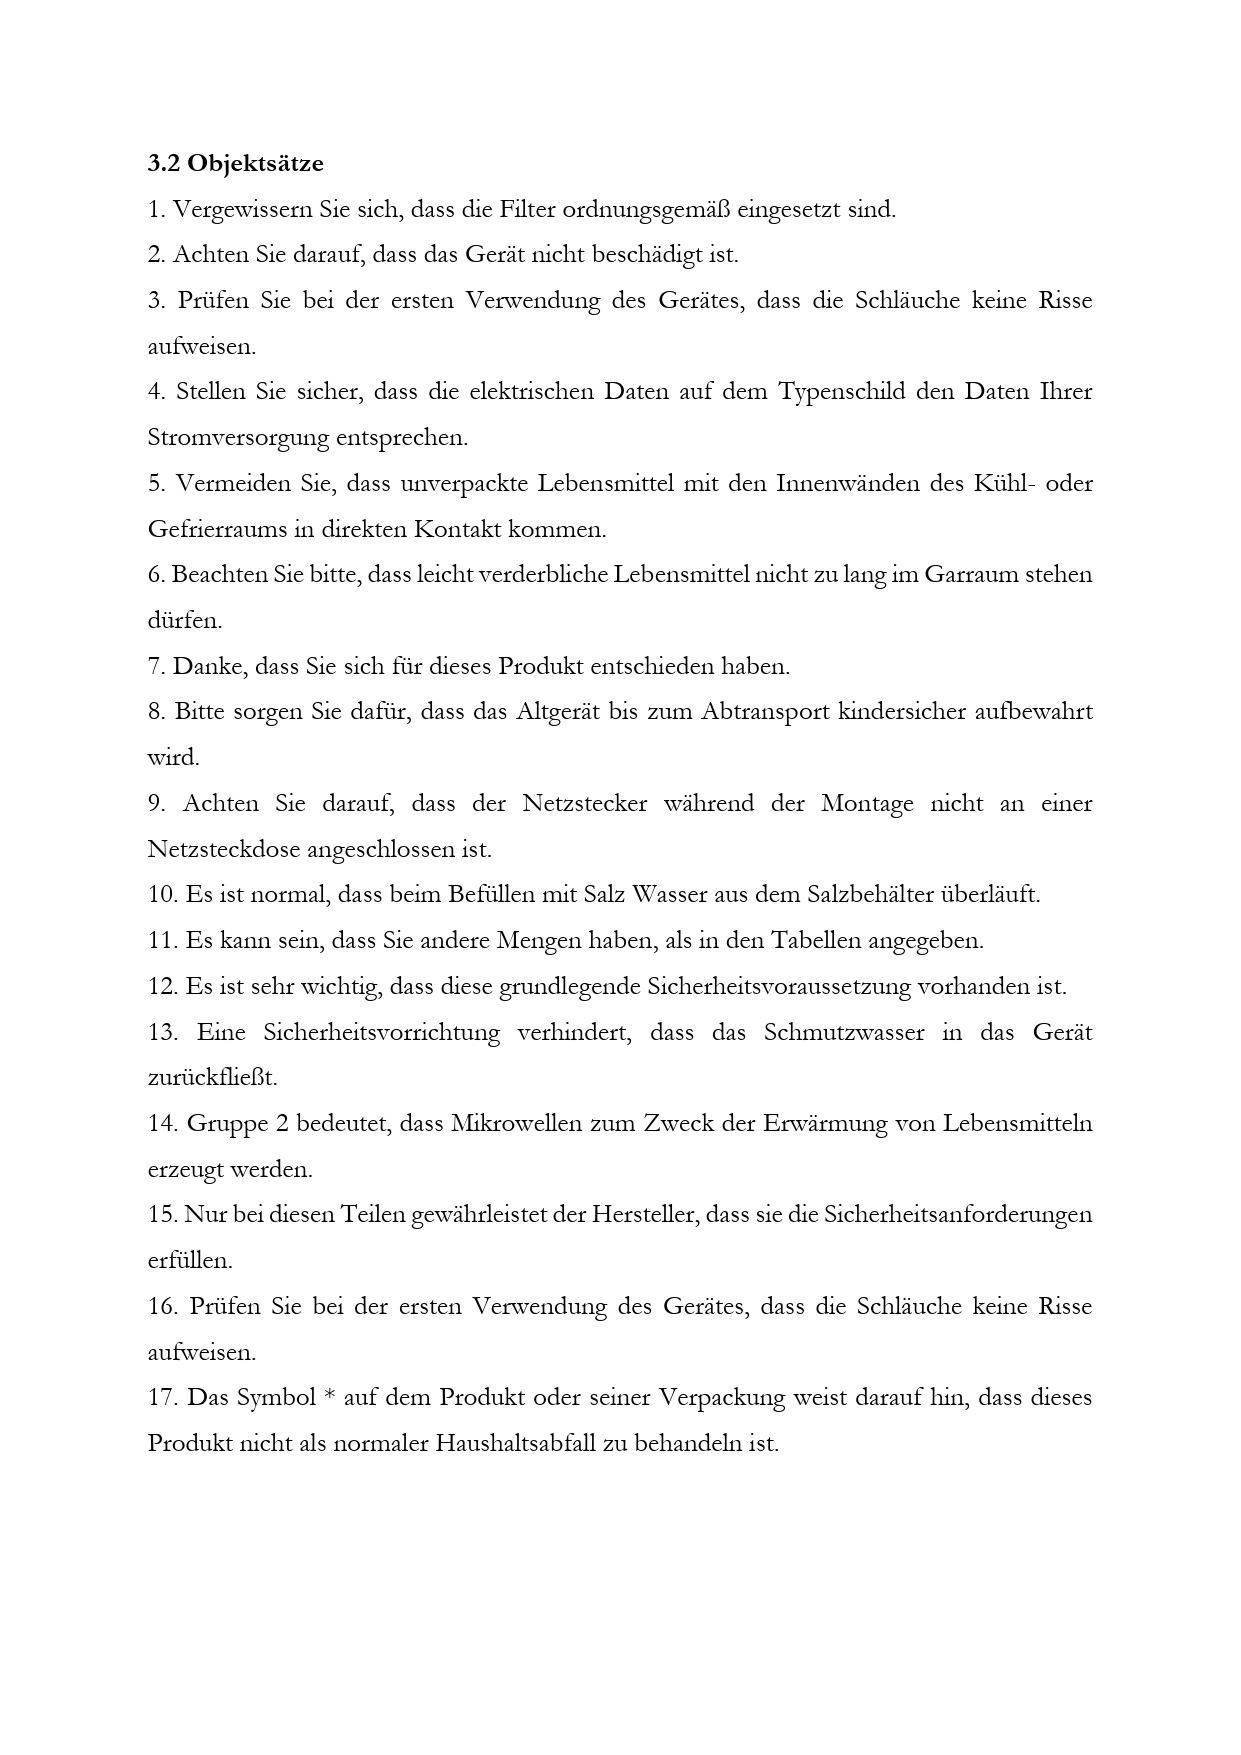 3.2 Objektsätze
1. Vergewissern Sie sich, dass die Filter ordnungsgemäß eingesetzt sind.
2. Achten Sie darauf, dass das Gerät nicht beschädigt ist.
3. Prüfen Sie bei der ersten Verwendung des Gerätes, dass die Schläuche keine Risse
aufweisen.
4. Stellen Sie sicher, dass die elektrischen Daten auf dem Typenschild den Daten Ihrer
Stromversorgung entsprechen.
5. Vermeiden Sie, dass unverpackte Lebensmittel mit den Innenwänden des Kühl- oder
Gefrierraums in direkten Kontakt kommen.
6. Beachten Sie bitte, dass leicht verderbliche Lebensmittel nicht zu lang im Garraum stehen
dürfen.
7. Danke, dass Sie sich für dieses Produkt entschieden haben.
8. Bitte sorgen Sie dafür, dass das Altgerät bis zum Abtransport kindersicher aufbewahrt
wird.
9. Achten Sie darauf, dass der Netzstecker während der Montage nicht an einer
Netzsteckdose angeschlossen ist.
10. Es ist normal, dass beim Befüllen mit Salz Wasser aus dem Salzbehälter überläuft.
11. Es kann sein, dass Sie andere Mengen haben, als in den Tabellen angegeben.
12. Es ist sehr wichtig, dass diese grundlegende Sicherheitsvoraussetzung vorhanden ist.
13. Eine Sicherheitsvorrichtung verhindert, dass das Schmutzwasser in das Gerät
zurückfließt.
14. Gruppe 2 bedeutet, dass Mikrowellen zum Zweck der Erwärmung von Lebensmitteln
erzeugt werden.
15. Nur bei diesen Teilen gewährleistet der Hersteller, dass sie die Sicherheitsanforderungen
erfüllen.
16. Prüfen Sie bei der ersten Verwendung des Gerätes, dass die Schläuche keine Risse
aufweisen.
17. Das Symbol * auf dem Produkt oder seiner Verpackung weist darauf hin, dass dieses
Produkt nicht als normaler Haushaltsabfall zu behandeln ist.